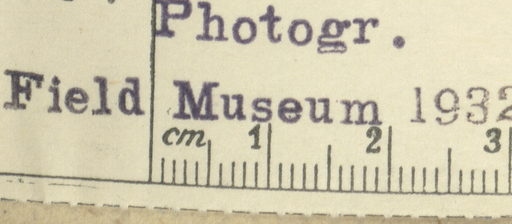 Photogr.
Field Museum 1932
cm 1 2 3